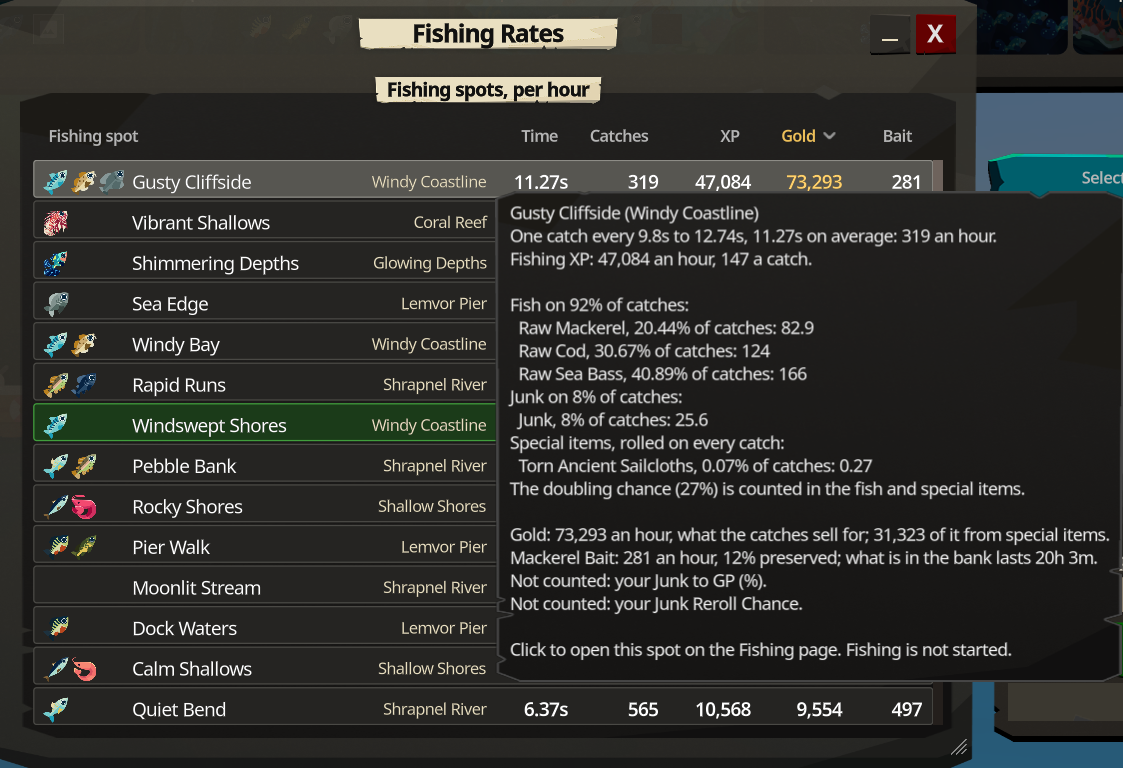 Fishing Rates
X
Fishing spots, per hour
Fishing spot Time Catches XP Gold Bait
Gusty Cliffside Windy Coastline 11.27s 319 47,084 73,293 281
Select
Vibrant Shallows Coral Reef
Shimmering Depths Glowing Depths
Sea Edge Lemvor Pier
Windy Bay Windy Coastline
Rapid Runs Shrapnel River
Windswept Shores Windy Coastline
Pebble Bank Shrapnel River
Rocky Shores Shallow Shores
Pier Walk Lemvor Pier
Moonlit Stream Shrapnel River
Dock Waters Lemvor Pier
Calm Shallows Shallow Shores
Quiet Bend Shrapnel River 6.37s 565 10,568 9,554 497
Gusty Cliffside (Windy Coastline)
One catch every 9.8s to 12.74s, 11.27s on average: 319 an hour.
Fishing XP: 47,084 an hour, 147 a catch.
Fish on 92% of catches:
Raw Mackerel, 20.44% of catches: 82.9
Raw Cod, 30.67% of catches: 124
Raw Sea Bass, 40.89% of catches: 166
Junk on 8% of catches:
Junk, 8% of catches: 25.6
Special items, rolled on every catch:
Torn Ancient Sailcloths, 0.07% of catches: 0.27
The doubling chance (27%) is counted in the fish and special items.
Gold: 73,293 an hour, what the catches sell for; 31,323 of it from special items.
Mackerel Bait: 281 an hour, 12% preserved; what is in the bank lasts 20h 3m.
Not counted: your Junk to GP (%).
Not counted: your Junk Reroll Chance.
Click to open this spot on the Fishing page. Fishing is not started.